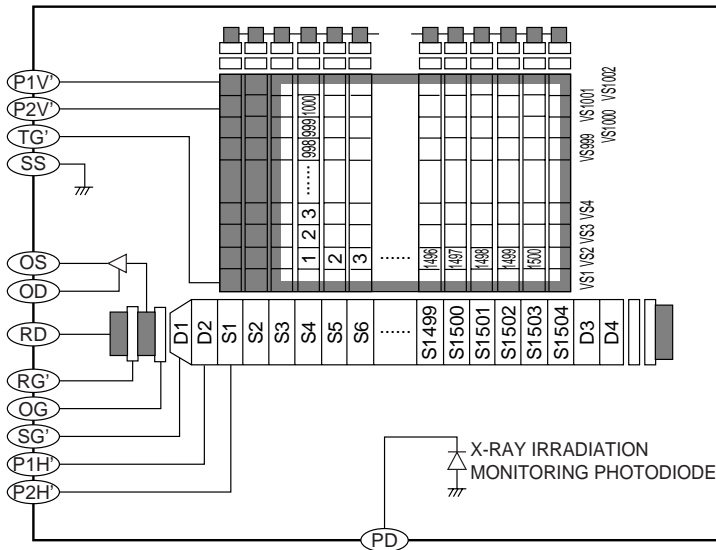 P1V'
P2V'
TG'
SS
OS
OD
RD
RG'
OG
SG'
P1H'
P2H'
1000
999
998
......
3
2
1 2 3 ...... 1496 1497 1498 1499 1500
VS1 VS2 VS3 VS4
VS999 VS1000 VS1001 VS1002
D1 D2 S1 S2 S3 S4 S5 S6 ...... S1499 S1500 S1501 S1502 S1503 S1504 D3 D4
X-RAY IRRADIATION
MONITORING PHOTODIODE
PD